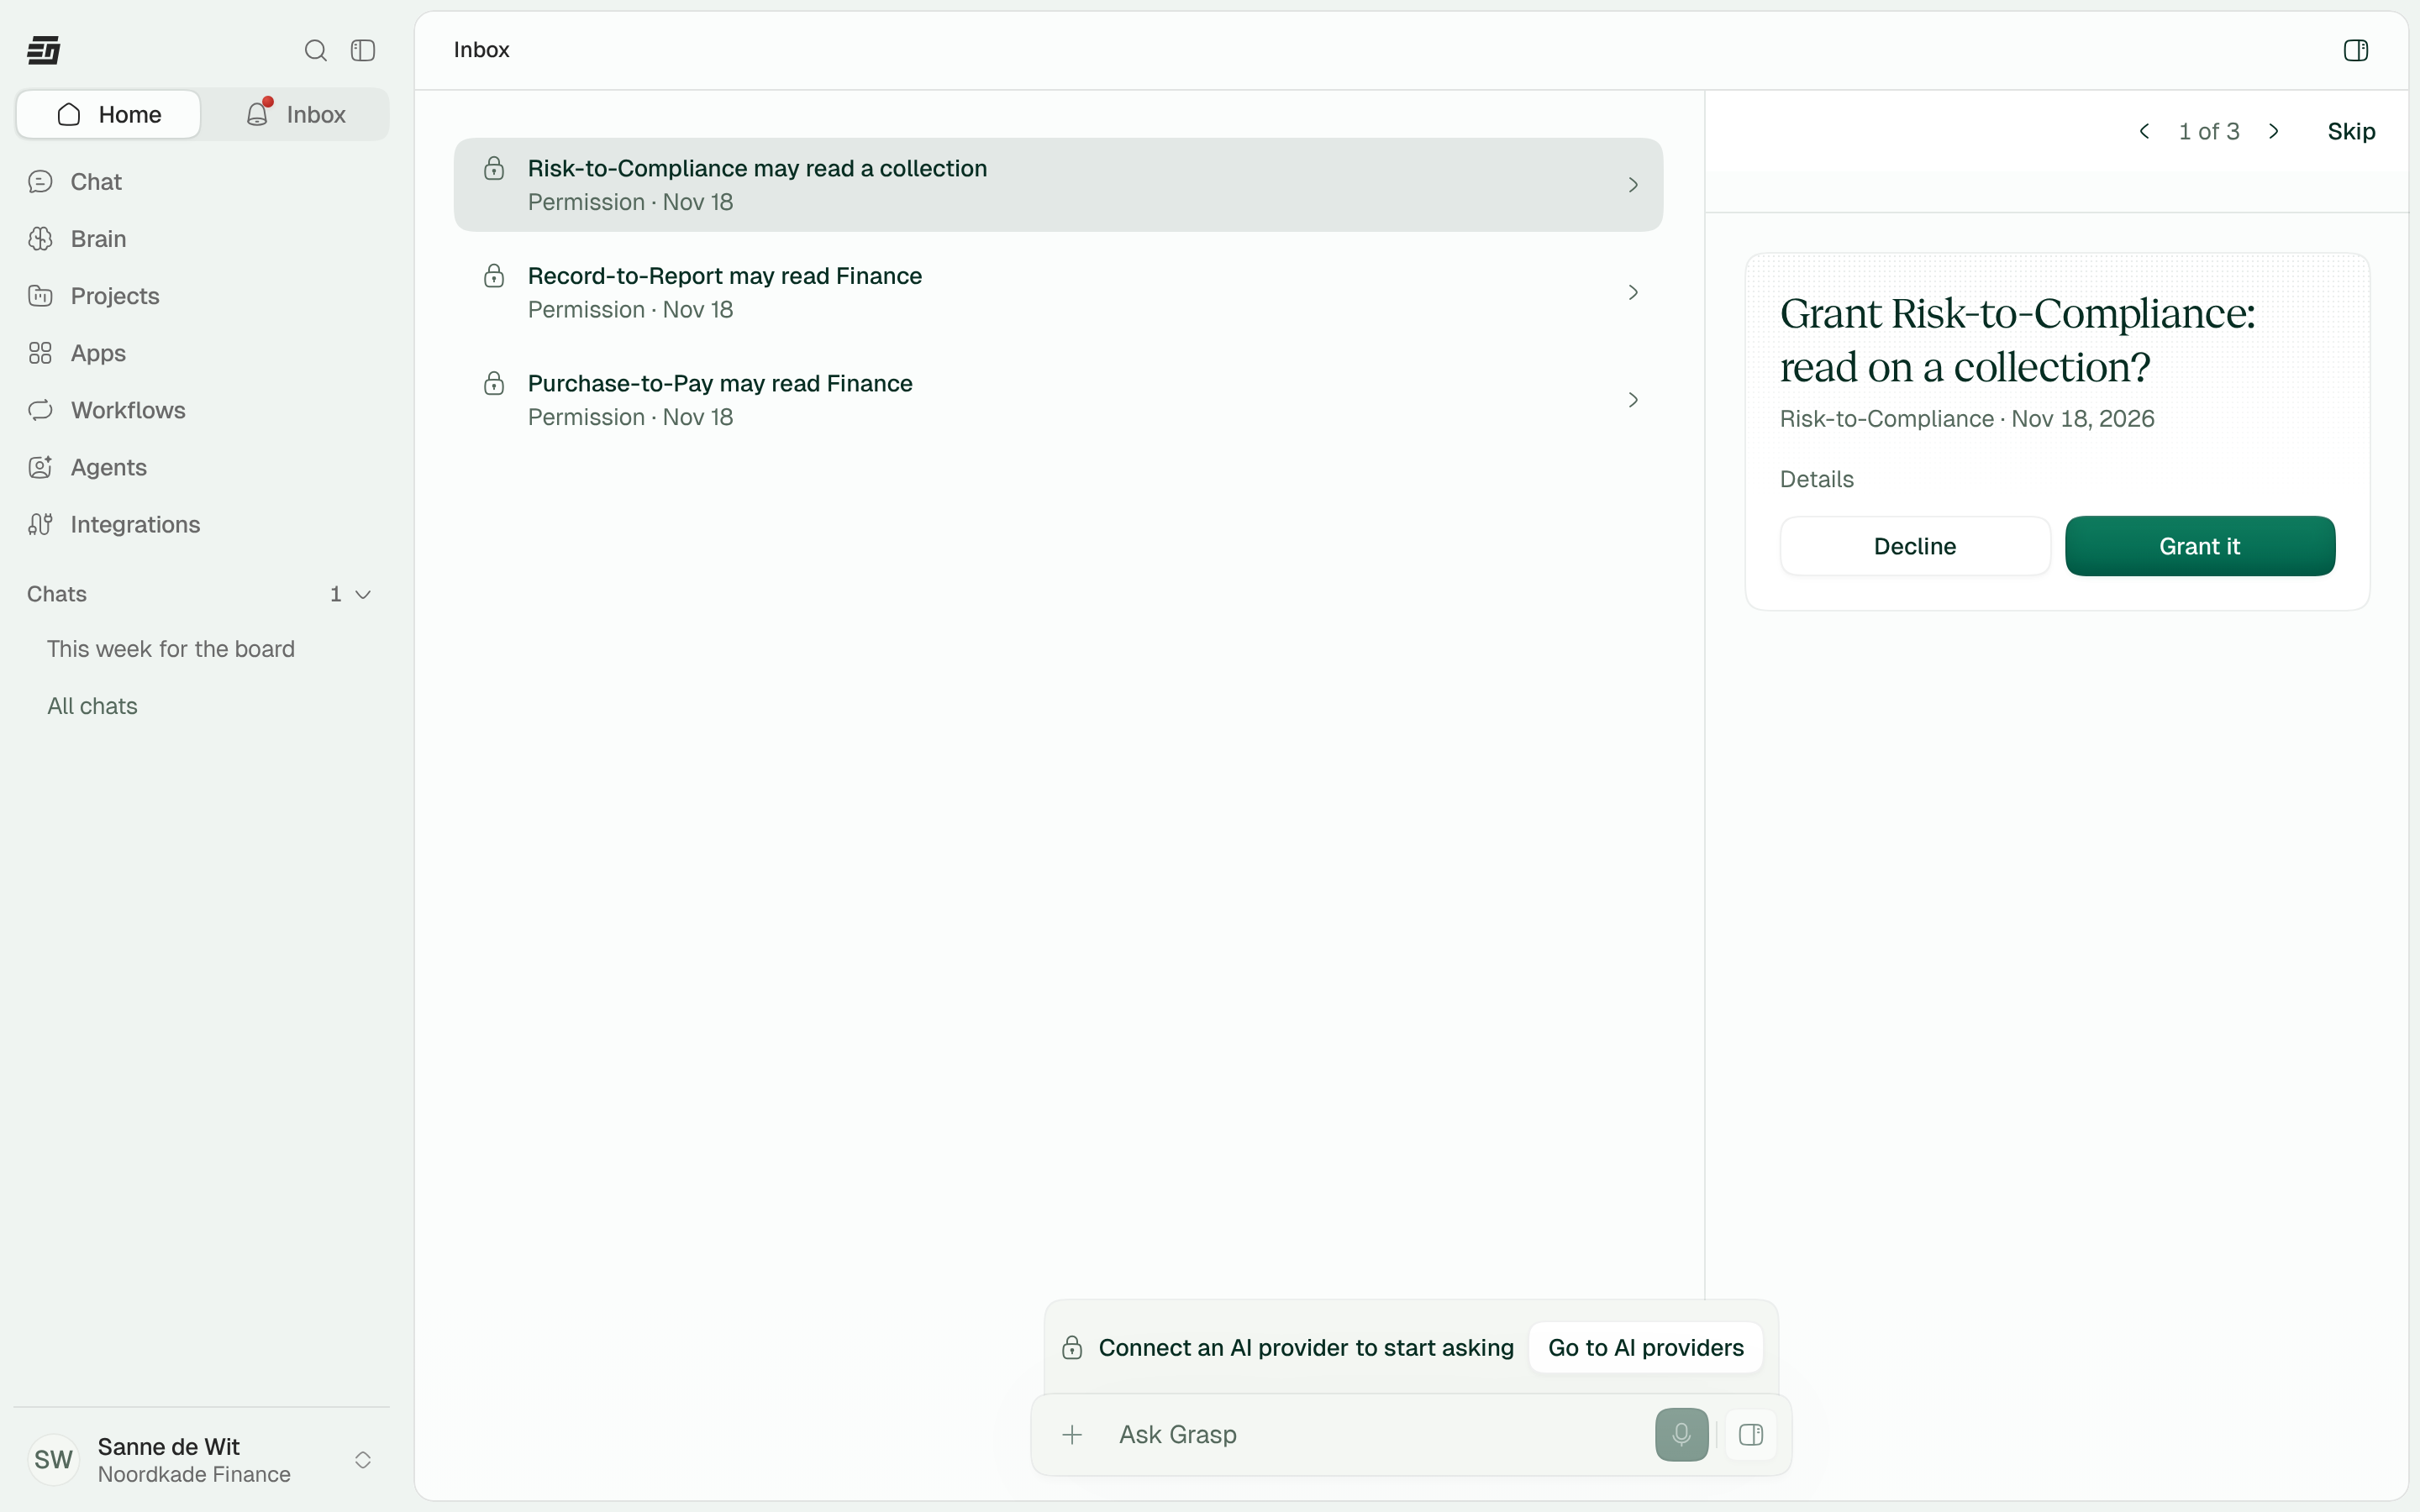 Home
Inbox
Chat
Brain
Projects
Apps
Workflows
Agents
Integrations
Chats 1
This week for the board
All chats
SW
Sanne de Wit
Noordkade Finance
Inbox
Risk-to-Compliance may read a collection
Permission · Nov 18
Record-to-Report may read Finance
Permission · Nov 18
Purchase-to-Pay may read Finance
Permission · Nov 18
1 of 3
Skip
Grant Risk-to-Compliance:
read on a collection?
Risk-to-Compliance · Nov 18, 2026
Details
Decline
Grant it
Connect an AI provider to start asking
Go to AI providers
Ask Grasp